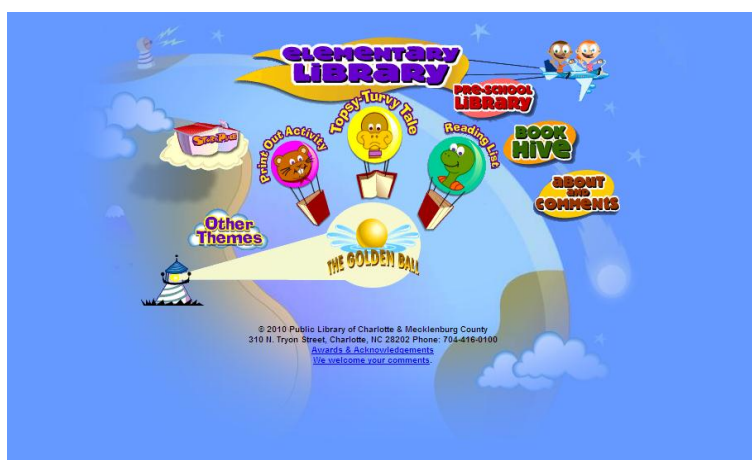 ELEMENTARY
LIBRARY
PRE-SCHOOL
LIBRARY
Topsy-Turvy Tale
Print Out Activity
Reading List
BOOK
HIVE
ABOUT
AND
COMMENTS
Other
Themes
THE GOLDEN BALL
© 2010 Public Library of Charlotte & Mecklenburg County
310 N. Tryon Street, Charlotte, NC 28202 Phone: 704-416-0100
Awards & Acknowledgements
We welcome your comments.